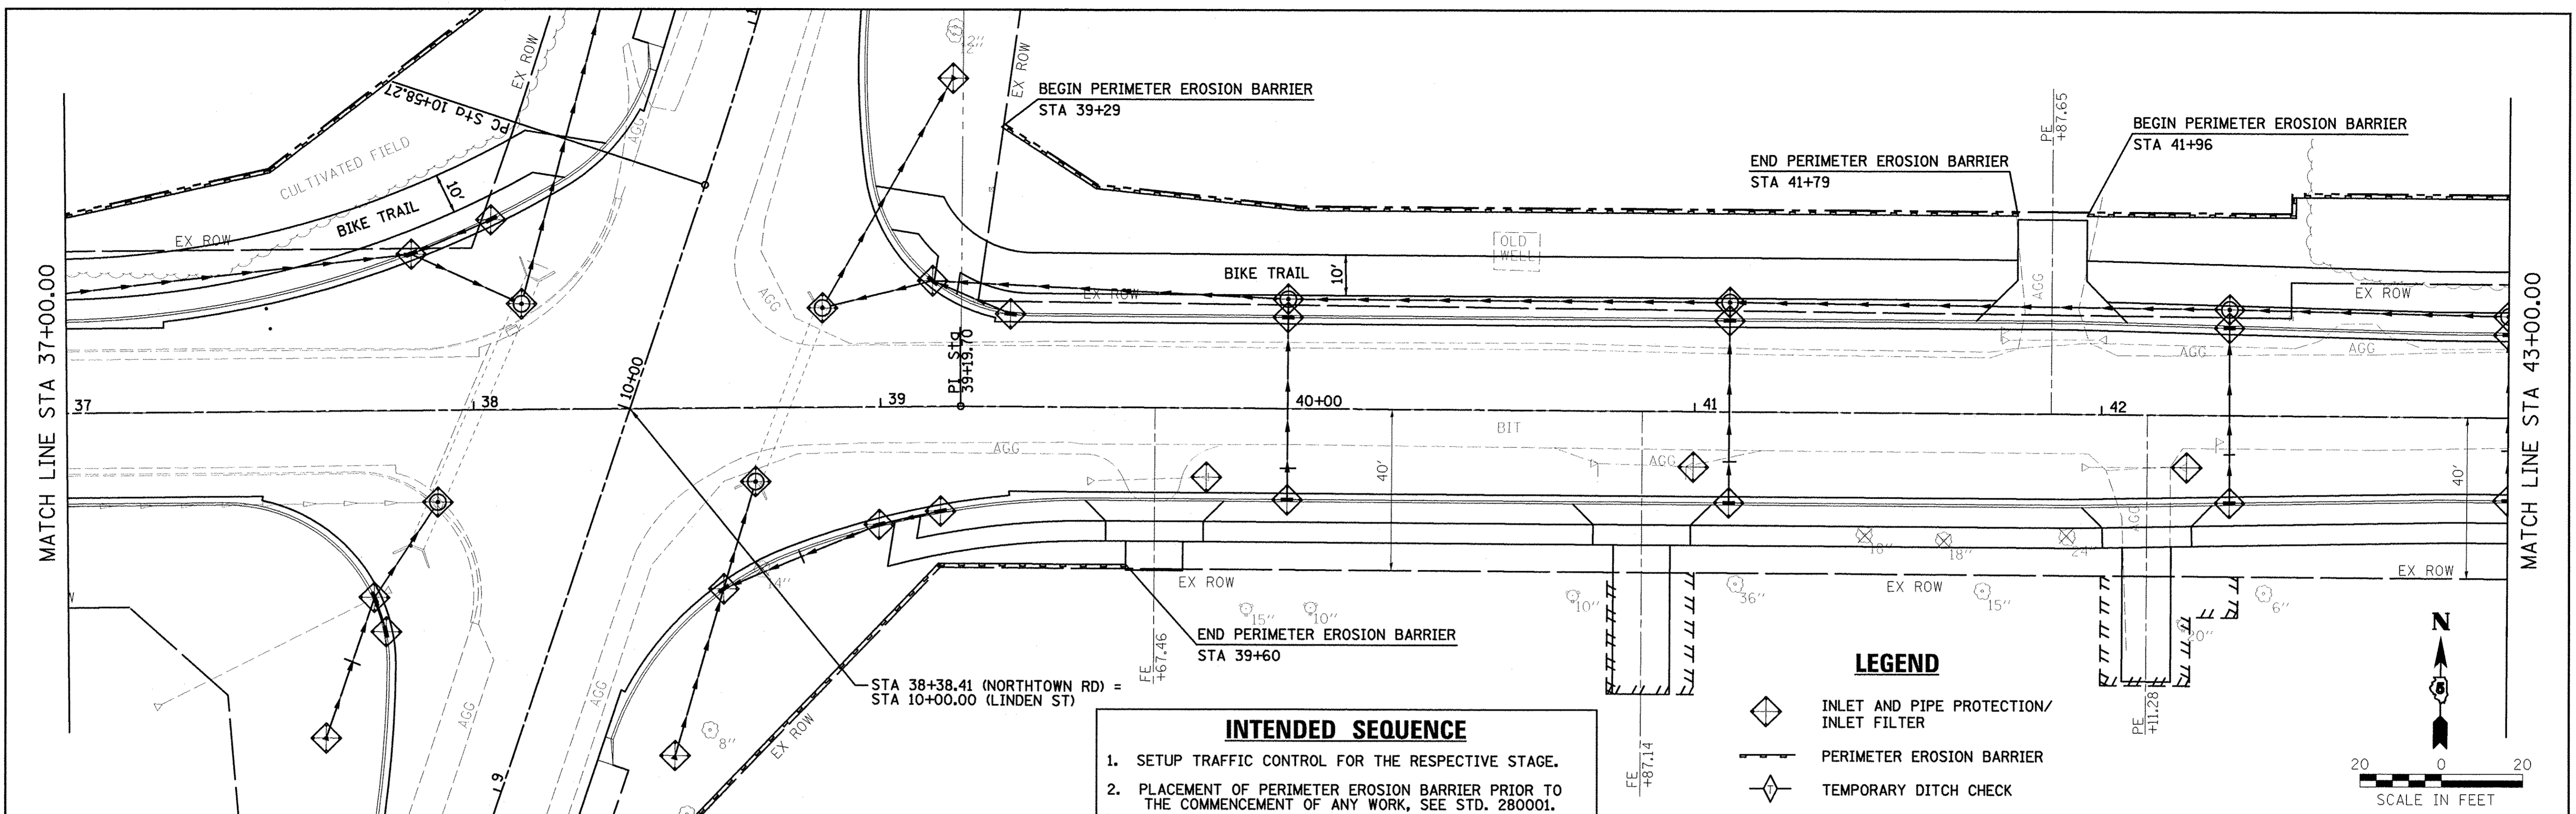 EX ROW
2"
EX ROW
BEGIN PERIMETER EROSION BARRIER
STA 39+29
PC Sta 10+58.27
AGG
CULTIVATED FIELD
PE
+87.65
BEGIN PERIMETER EROSION BARRIER
STA 41+96
END PERIMETER EROSION BARRIER
STA 41+79
10'
BIKE TRAIL
EX ROW
OLD
WELL
BIKE TRAIL
10'
EX ROW
AGG
AGG
EX ROW
MATCH LINE STA 37+00.00
MATCH LINE STA 43+00.00
PI Sta
39+19.70
AGG
AGG
37
38
10+00
39
40+00
41
42
AGG
BIT
AGG
40'
40'
AGG
14"
18"
18"
24"
EX ROW
EX ROW
EX ROW
15"
10"
10"
36"
15"
6"
20"
END PERIMETER EROSION BARRIER
STA 39+60
FE
+67.46
STA 38+38.41 (NORTHTOWN RD) =
STA 10+00.00 (LINDEN ST)
AGG
AGG
8"
EX ROW
9
FE
+87.14
PE
+11.28
INTENDED SEQUENCE
1. SETUP TRAFFIC CONTROL FOR THE RESPECTIVE STAGE.
2. PLACEMENT OF PERIMETER EROSION BARRIER PRIOR TO
THE COMMENCEMENT OF ANY WORK, SEE STD. 280001.
LEGEND
INLET AND PIPE PROTECTION/
INLET FILTER
PERIMETER EROSION BARRIER
T
TEMPORARY DITCH CHECK
N
5
20 0 20
SCALE IN FEET